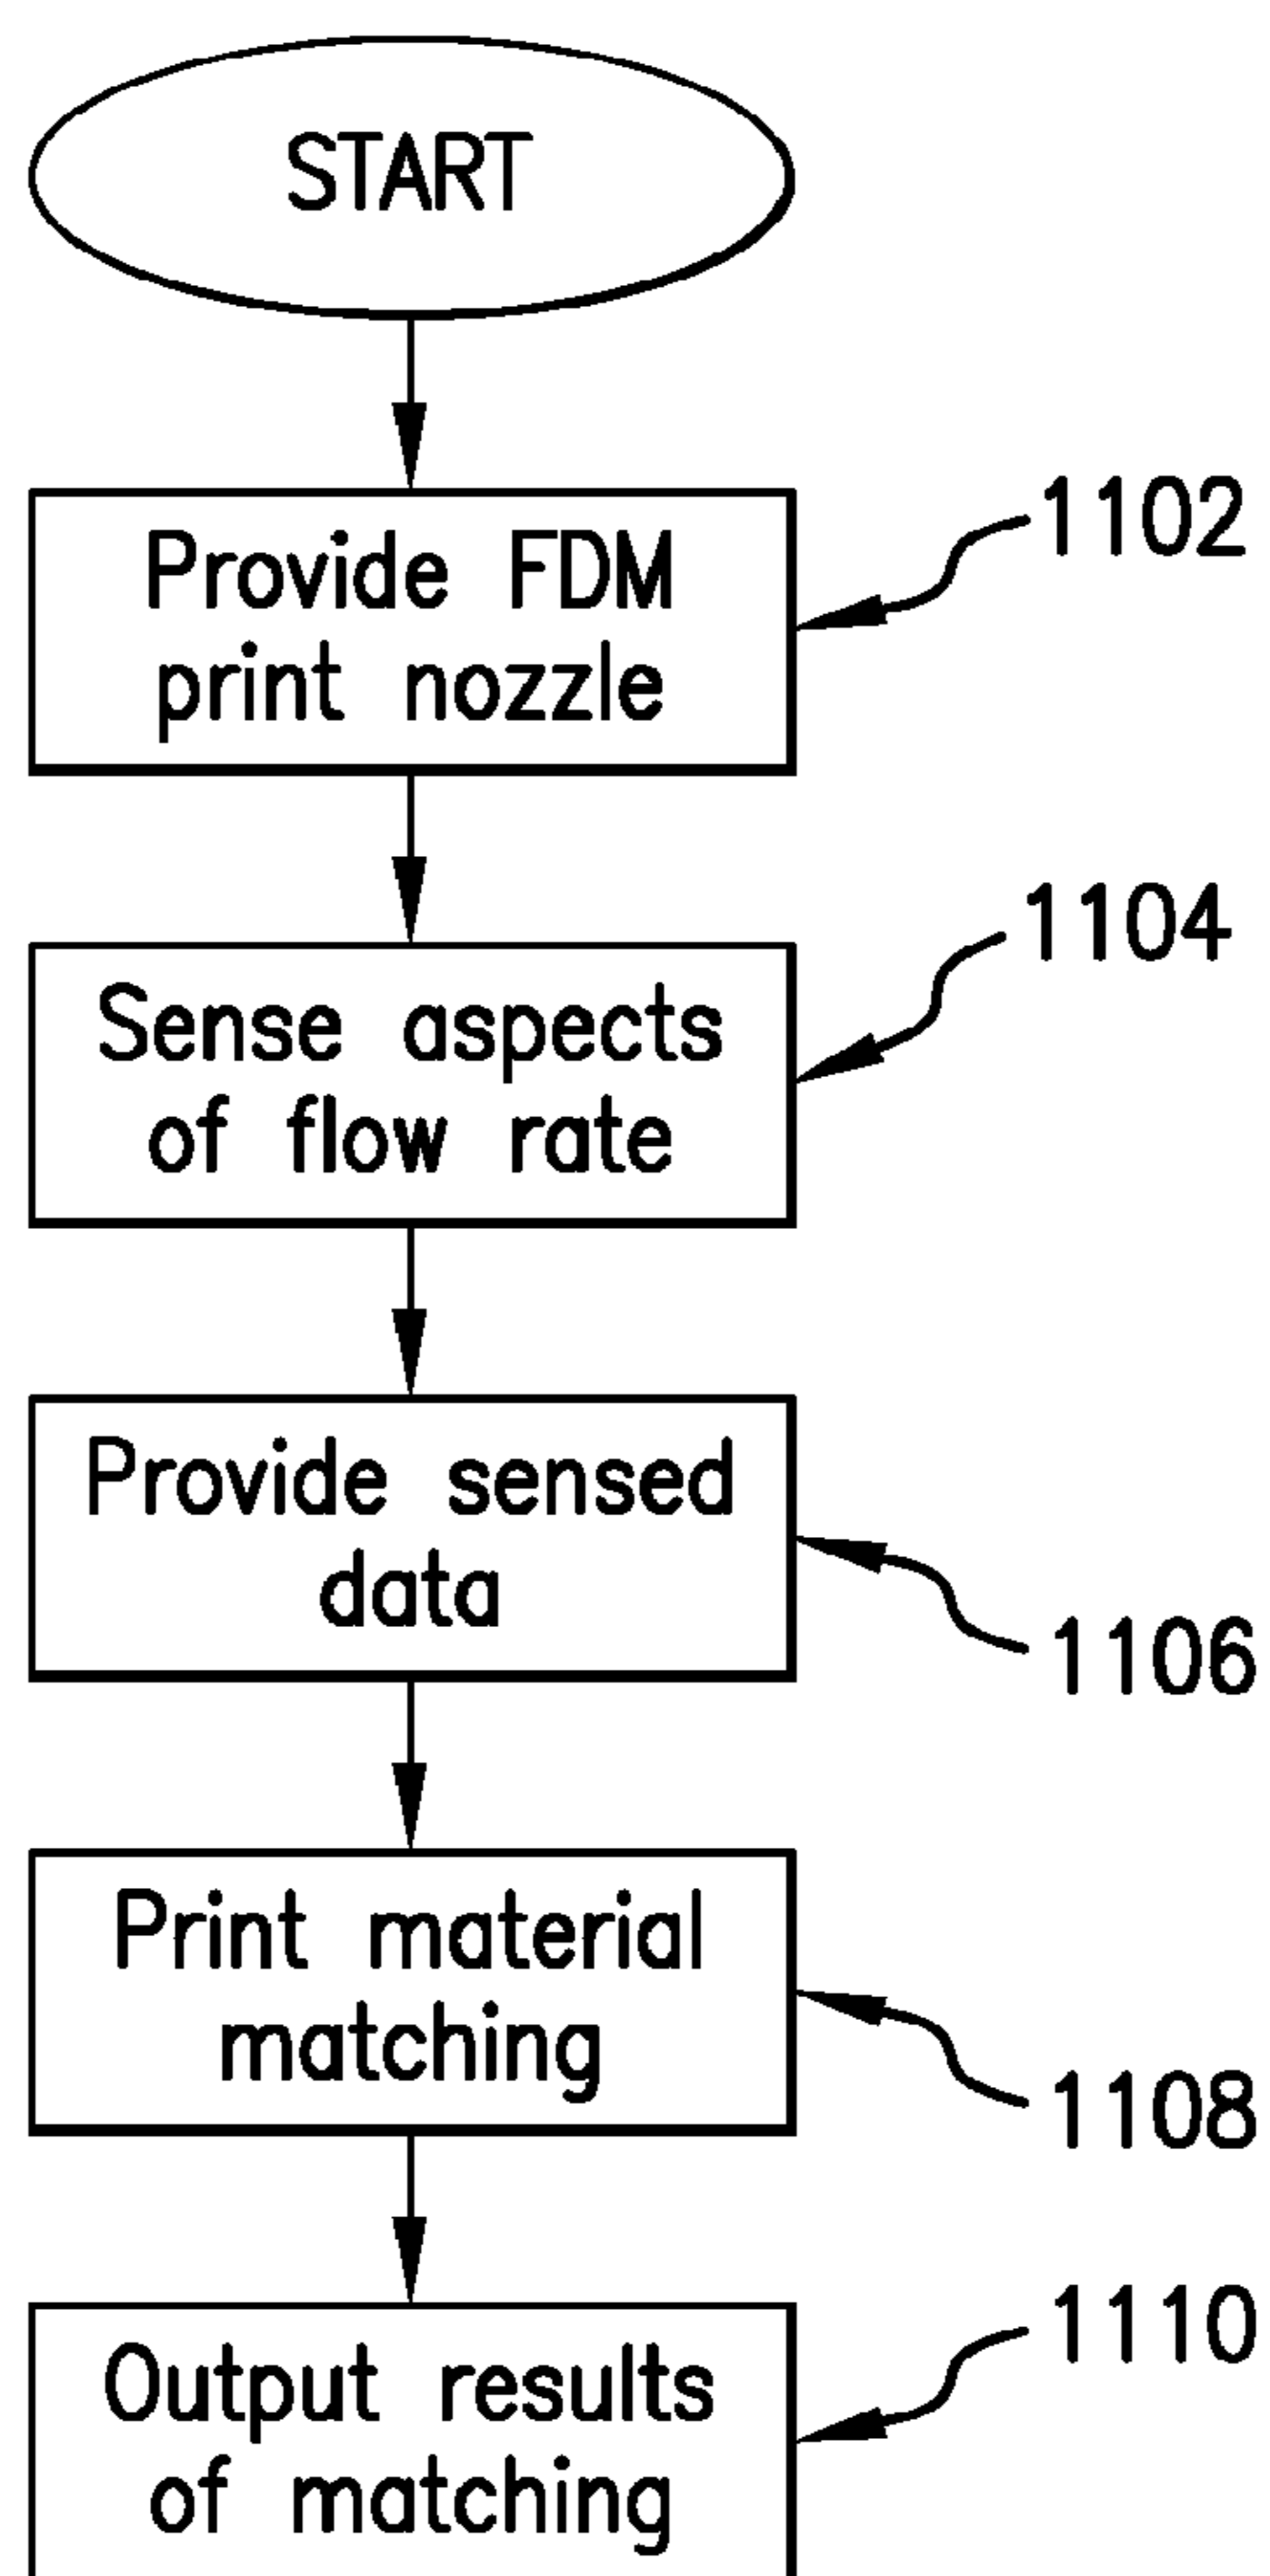 START
Provide FDM
print nozzle
1102
Sense aspects
of flow rate
1104
Provide sensed
data
1106
Print material
matching
1108
Output results
of matching
1110